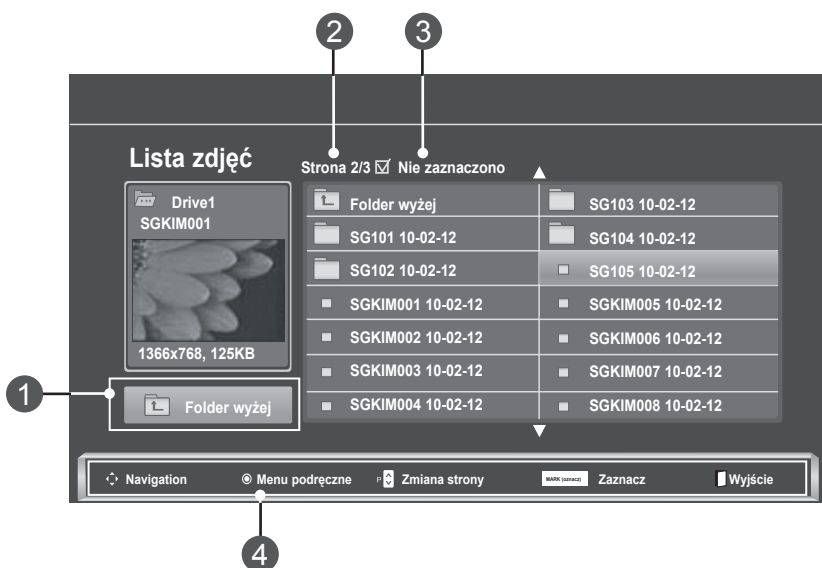 2 3
Lista zdjęć
Strona 2/3 Nie zaznaczono
Drive1
SGKIM001
1366x768, 125KB
1
Folder wyżej
Folder wyżej
SG101 10-02-12
SG102 10-02-12
SGKIM001 10-02-12
SGKIM002 10-02-12
SGKIM003 10-02-12
SGKIM004 10-02-12
SG103 10-02-12
SG104 10-02-12
SG105 10-02-12
SGKIM005 10-02-12
SGKIM006 10-02-12
SGKIM007 10-02-12
SGKIM008 10-02-12
Navigation Menu podręczne P Zmiana strony MARK (oznacz) Zaznacz Wyjście
4